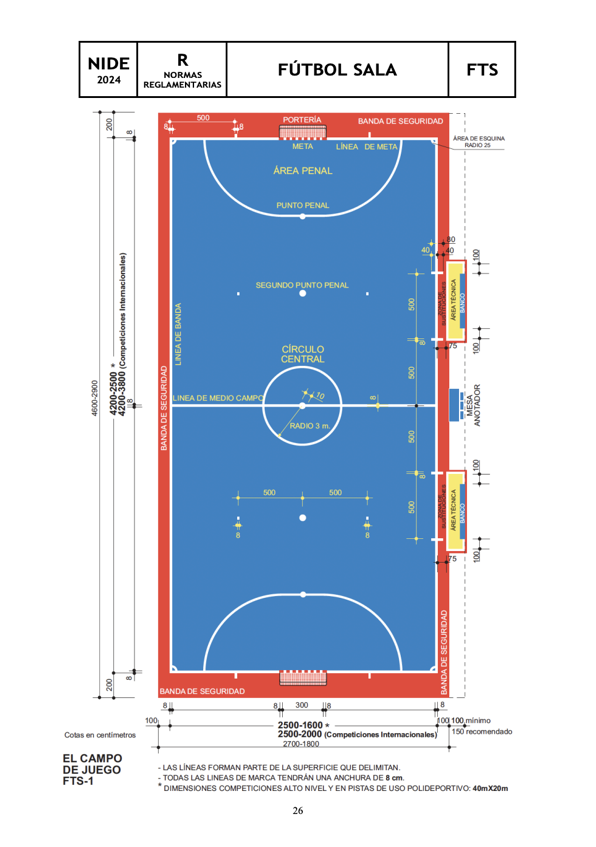 NIDE
2024
R
NORMAS
REGLAMENTARIAS
FÚTBOL SALA
FTS
200
8
8
500
8
PORTERÍA
BANDA DE SEGURIDAD
META
LÍNEA DE META
ÁREA DE ESQUINA
RADIO 25
ÁREA PENAL
PUNTO PENAL
80
40
40
100
SEGUNDO PUNTO PENAL
500
ÁREA TÉCNICA
BANCO
LINEA DE BANDA
8
75
100
CÍRCULO
CENTRAL
4600-2900
4200-2500 *
4200-3800 (Competiciones Internacionales)
8
BANDA DE SEGURIDAD
500
LINEA DE MEDIO CAMPO
10
8
RADIO 3 m.
MESA
ANOTADOR
500
8
100
500
500
8
8
500
ÁREA TÉCNICA
BANCO
75
100
BANDA DE SEGURIDAD
200
8
BANDA DE SEGURIDAD
8
8
300
8
8
100
2500-1600 *
100
100
mínimo
150 recomendado
2500-2000 (Competiciones Internacionales)
2700-1800
Cotas en centímetros
EL CAMPO
DE JUEGO
FTS-1
- LAS LÍNEAS FORMAN PARTE DE LA SUPERFICIE QUE DELIMITAN.
- TODAS LAS LINEAS DE MARCA TENDRÁN UNA ANCHURA DE 8 cm.
* DIMENSIONES COMPETICIONES ALTO NIVEL Y EN PISTAS DE USO POLIDEPORTIVO: 40mX20m
26